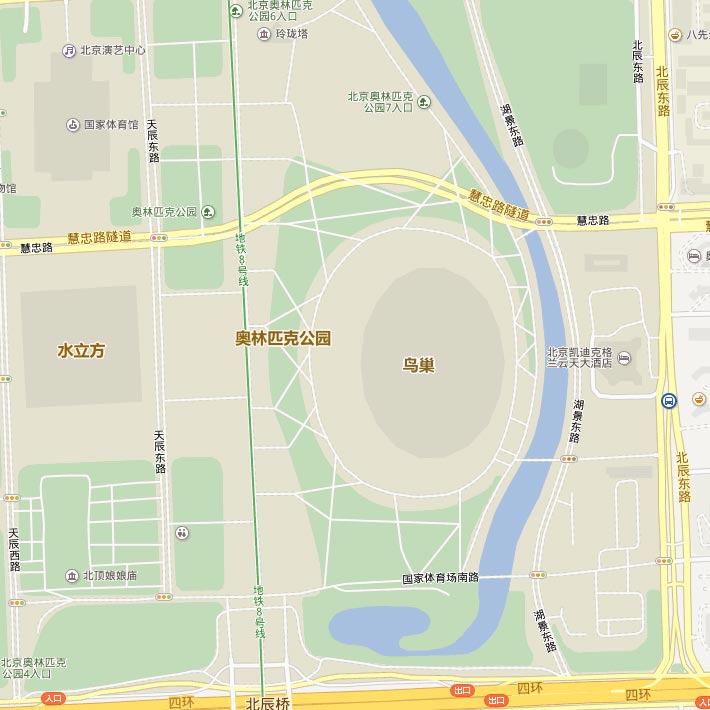 北京奥林匹克
公园6入口
玲珑塔
八先
北京演艺中心
北辰东路
北辰东路
北京奥林匹克
公园7入口
湖景东路
国家体育馆
天辰东路
物馆
慧忠路隧道
奥林匹克公园
慧忠路
慧忠路隧道
慧忠路
地铁8号线
奥林匹克公园
水立方
鸟巢
北京凯迪克格
兰云天大酒店
湖景东路
天辰东路
北辰东路
天辰西路
北顶娘娘庙
国家体育场南路
地铁8号线
湖景东路
北京奥林匹克
公园4入口
入口
四环
北辰桥
出口
出口
四环
四环